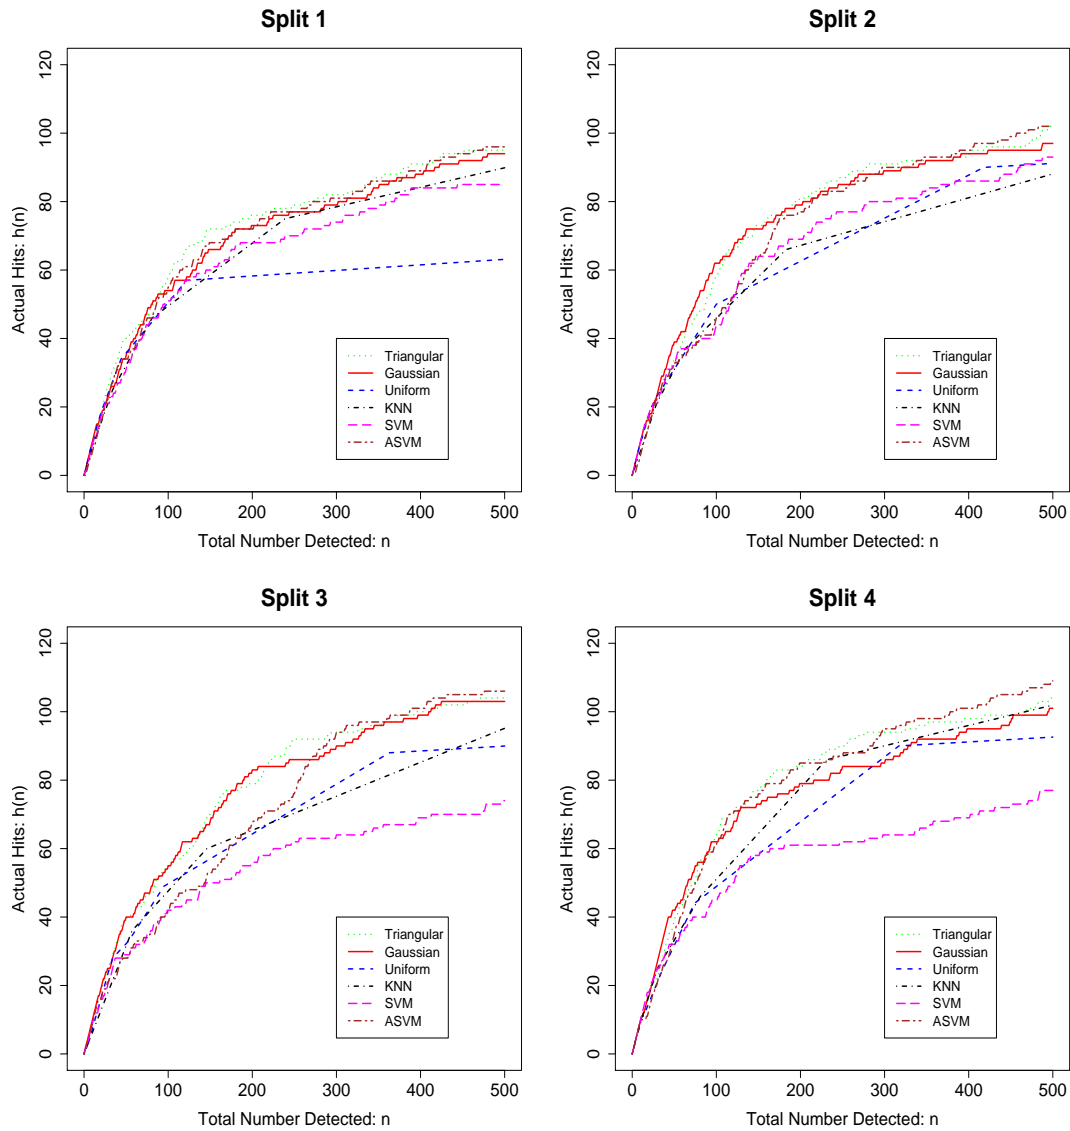 Split 1
Actual Hits: h(n)
120
100
80
60
40
20
0
Triangular
Gaussian
Uniform
KNN
SVM
ASVM
0 100 200 300 400 500
Total Number Detected: n
Split 2
Actual Hits: h(n)
120
100
80
60
40
20
0
Triangular
Gaussian
Uniform
KNN
SVM
ASVM
0 100 200 300 400 500
Total Number Detected: n
Split 3
Actual Hits: h(n)
120
100
80
60
40
20
0
Triangular
Gaussian
Uniform
KNN
SVM
ASVM
0 100 200 300 400 500
Total Number Detected: n
Split 4
Actual Hits: h(n)
120
100
80
60
40
20
0
Triangular
Gaussian
Uniform
KNN
SVM
ASVM
0 100 200 300 400 500
Total Number Detected: n